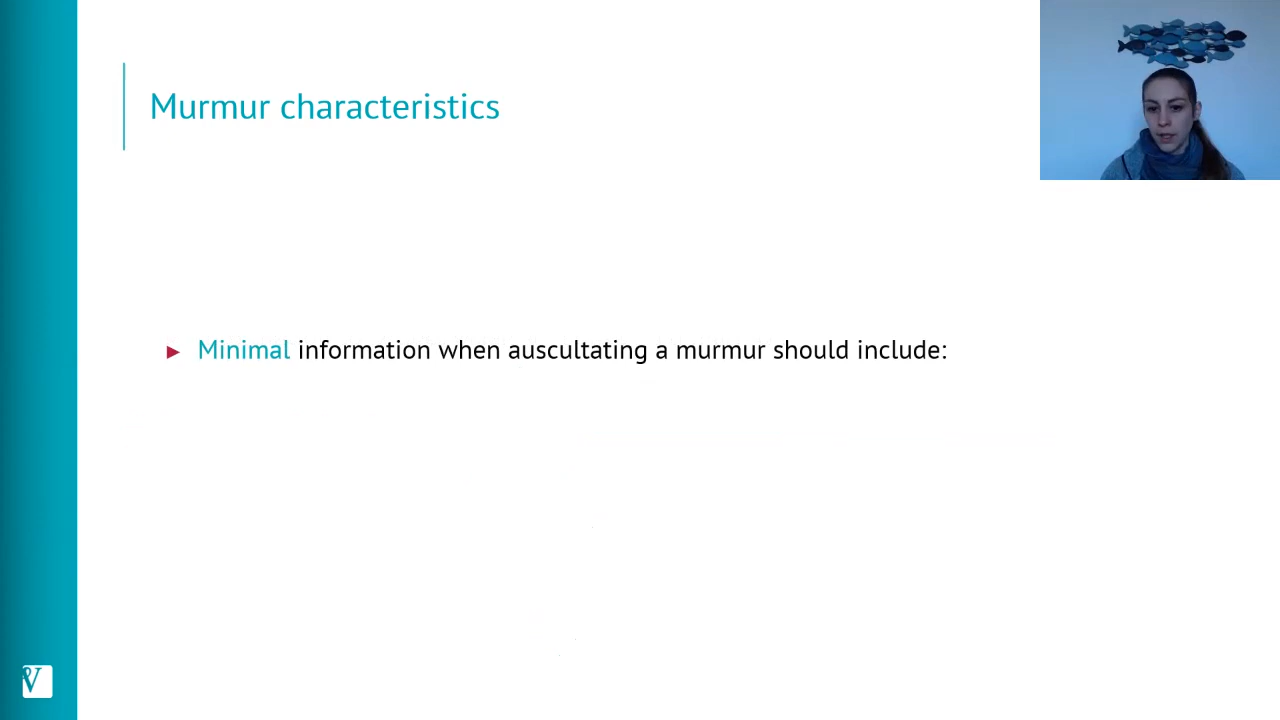 Murmur characteristics
► Minimal information when auscultating a murmur should include: